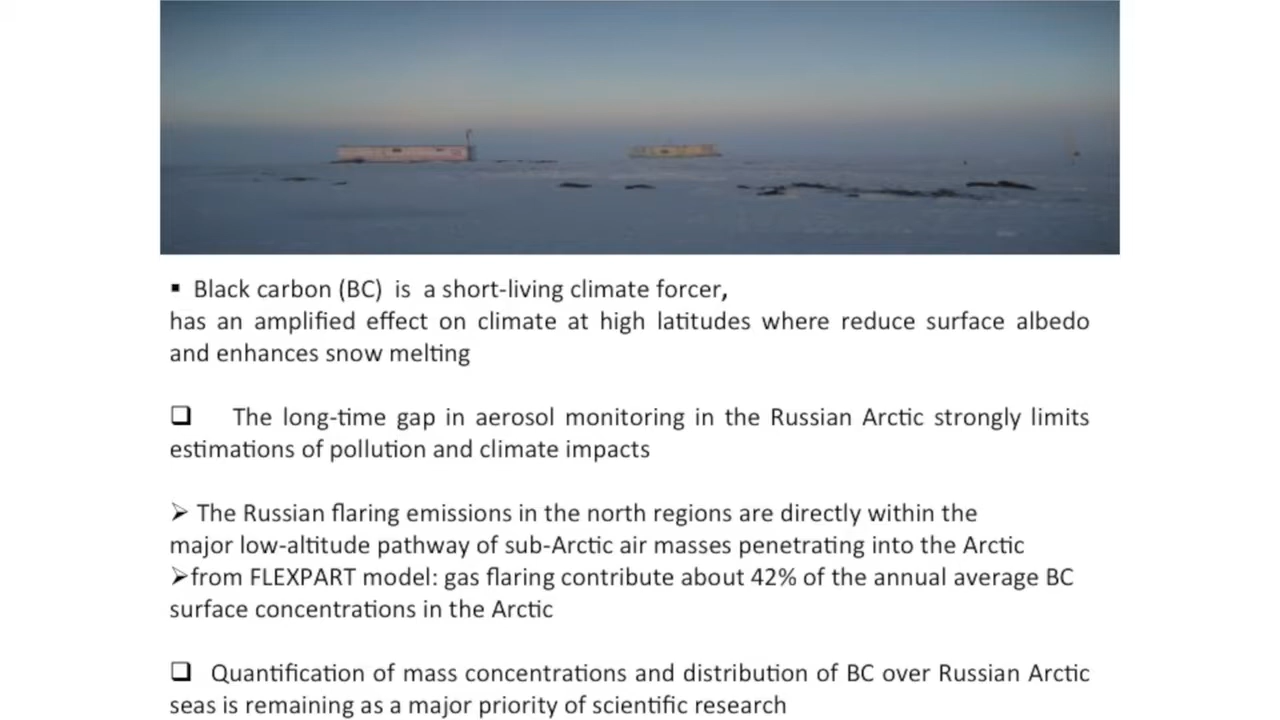 ▪ Black carbon (BC) is a short-living climate forcer,
has an amplified effect on climate at high latitudes where reduce surface albedo
and enhances snow melting
❑ The long-time gap in aerosol monitoring in the Russian Arctic strongly limits
estimations of pollution and climate impacts
➢ The Russian flaring emissions in the north regions are directly within the
major low-altitude pathway of sub-Arctic air masses penetrating into the Arctic
➢from FLEXPART model: gas flaring contribute about 42% of the annual average BC
surface concentrations in the Arctic
❑ Quantification of mass concentrations and distribution of BC over Russian Arctic
seas is remaining as a major priority of scientific research